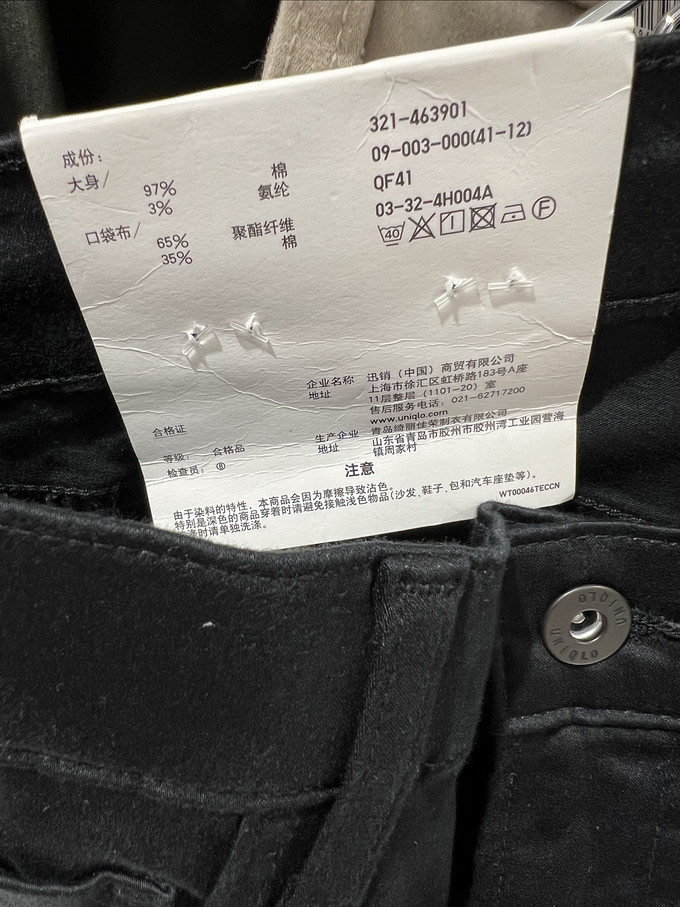 成份：
大身/ 97% 棉
3% 氨纶
口袋布/ 65% 聚酯纤维
35% 棉
321-463901
09-003-000(41-12)
QF41
03-32-4H004A
40 F
企业名称 迅销（中国）商贸有限公司
地址 上海市徐汇区虹桥路183号A座
11层整层（1101-20）室
售后服务电话：021-62717200
www.uniqlo.com
合格证
等级： 合格品
检查员： ⑧
生产企业 青岛绮丽佳荣制衣有限公司
地址 山东省青岛市胶州市胶州湾工业园营海
镇周家村
注意
由于染料的特性，本商品会因为摩擦导致沾色。
特别是深色的商品穿着时请避免接触浅色物品(沙发、鞋子、包和汽车座垫等)。
时请单独洗涤。
WT00046TECCN
UNIQLO
UNIQLO